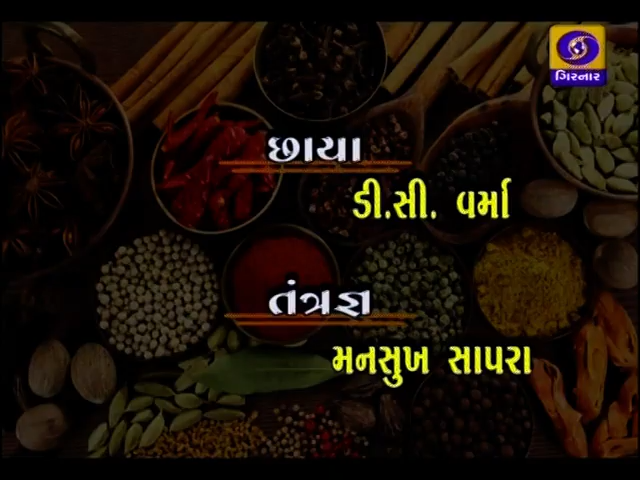 ગિરનાર
છાયા
ડી.સી. વર્મા
તંત્રજ્ઞ
મનસુખ સાપરા